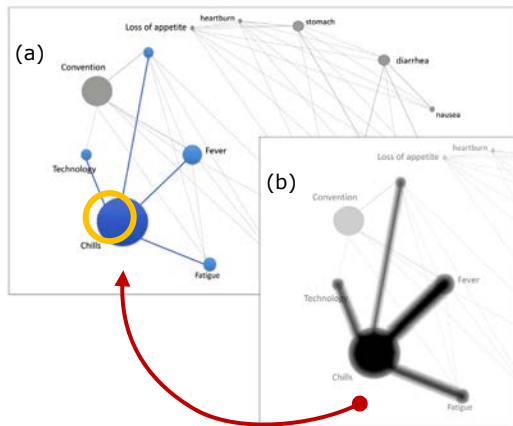 (a)
Loss of appetite
heartburn
stomach
Convention
diarrhea
nausea
Fever
Technology
Chills
Fatigue
(b)
heartburn
Loss of appetite
Convention
Fever
Technology
Chills
Fatigue